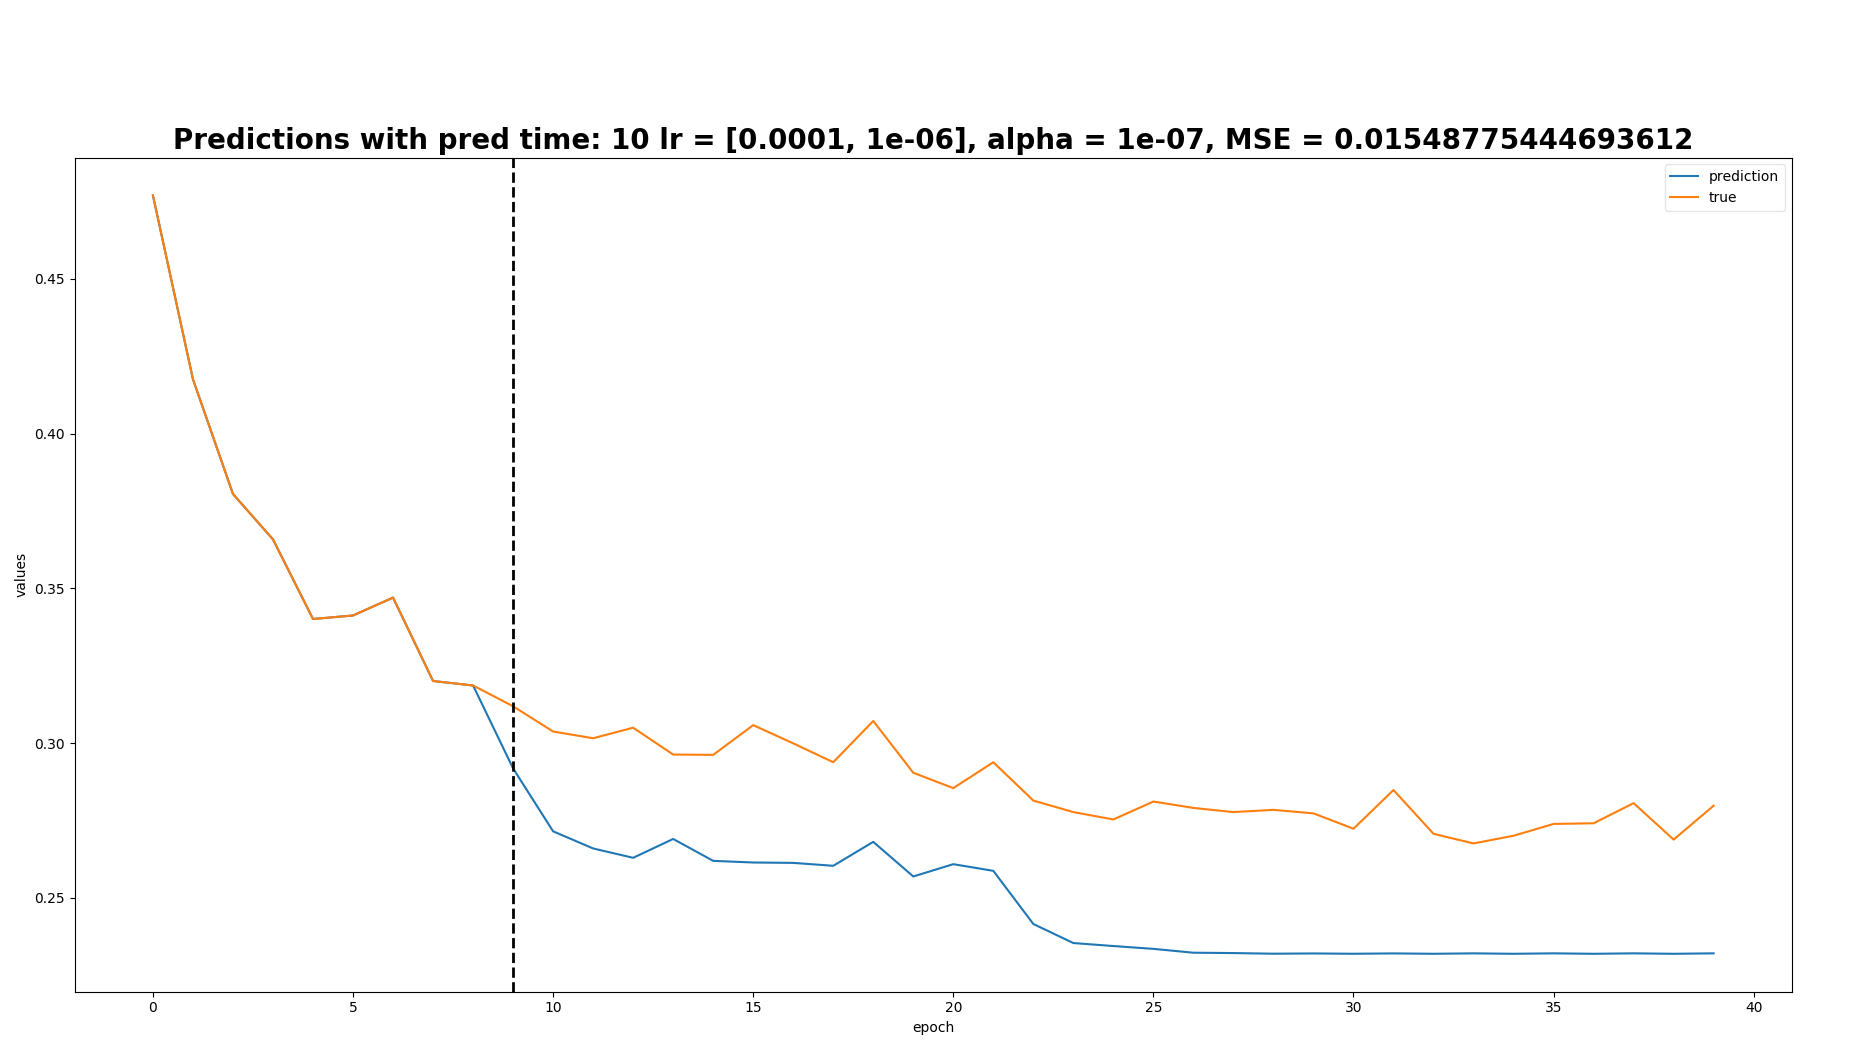 Predictions with pred time: 10 lr = [0.0001, 1e-06], alpha = 1e-07, MSE = 0.01548775444693612
prediction
true
0.45
0.40
0.35
0.30
0.25
values
0 5 10 15 20 25 30 35 40
epoch